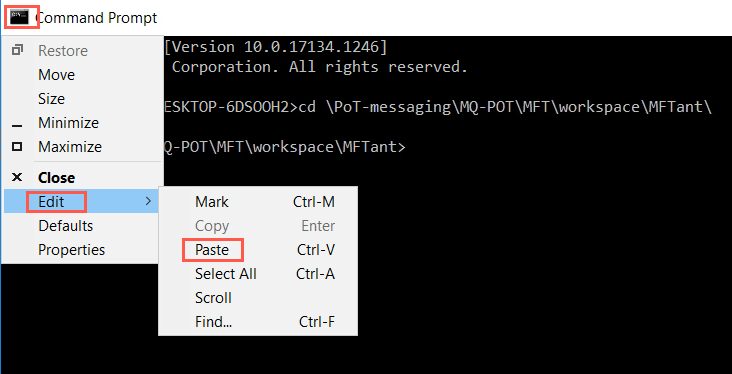 Command Prompt
[Version 10.0.17134.1246]
Corporation. All rights reserved.
ESKTOP-6DSOOH2>cd \PoT-messaging\MQ-POT\MFT\workspace\MFTant\
Q-POT\MFT\workspace\MFTant>
Restore
Move
Size
Minimize
Maximize
Close
Edit
Defaults
Properties
Mark Ctrl-M
Copy Enter
Paste Ctrl-V
Select All Ctrl-A
Scroll
Find... Ctrl-F